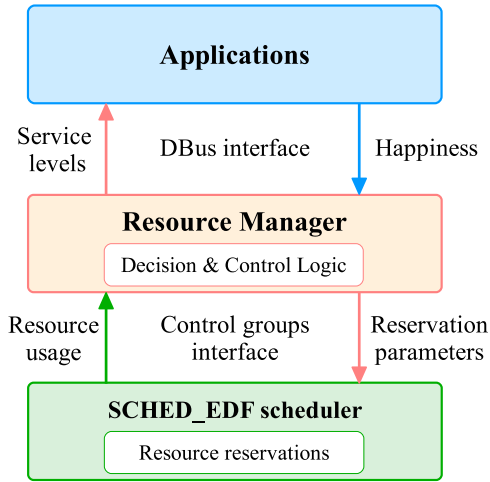 Applications
Service
levels
DBus interface
Happiness
Resource Manager
Decision & Control Logic
Resource
usage
Control groups
interface
Reservation
parameters
SCHED_EDF scheduler
Resource reservations